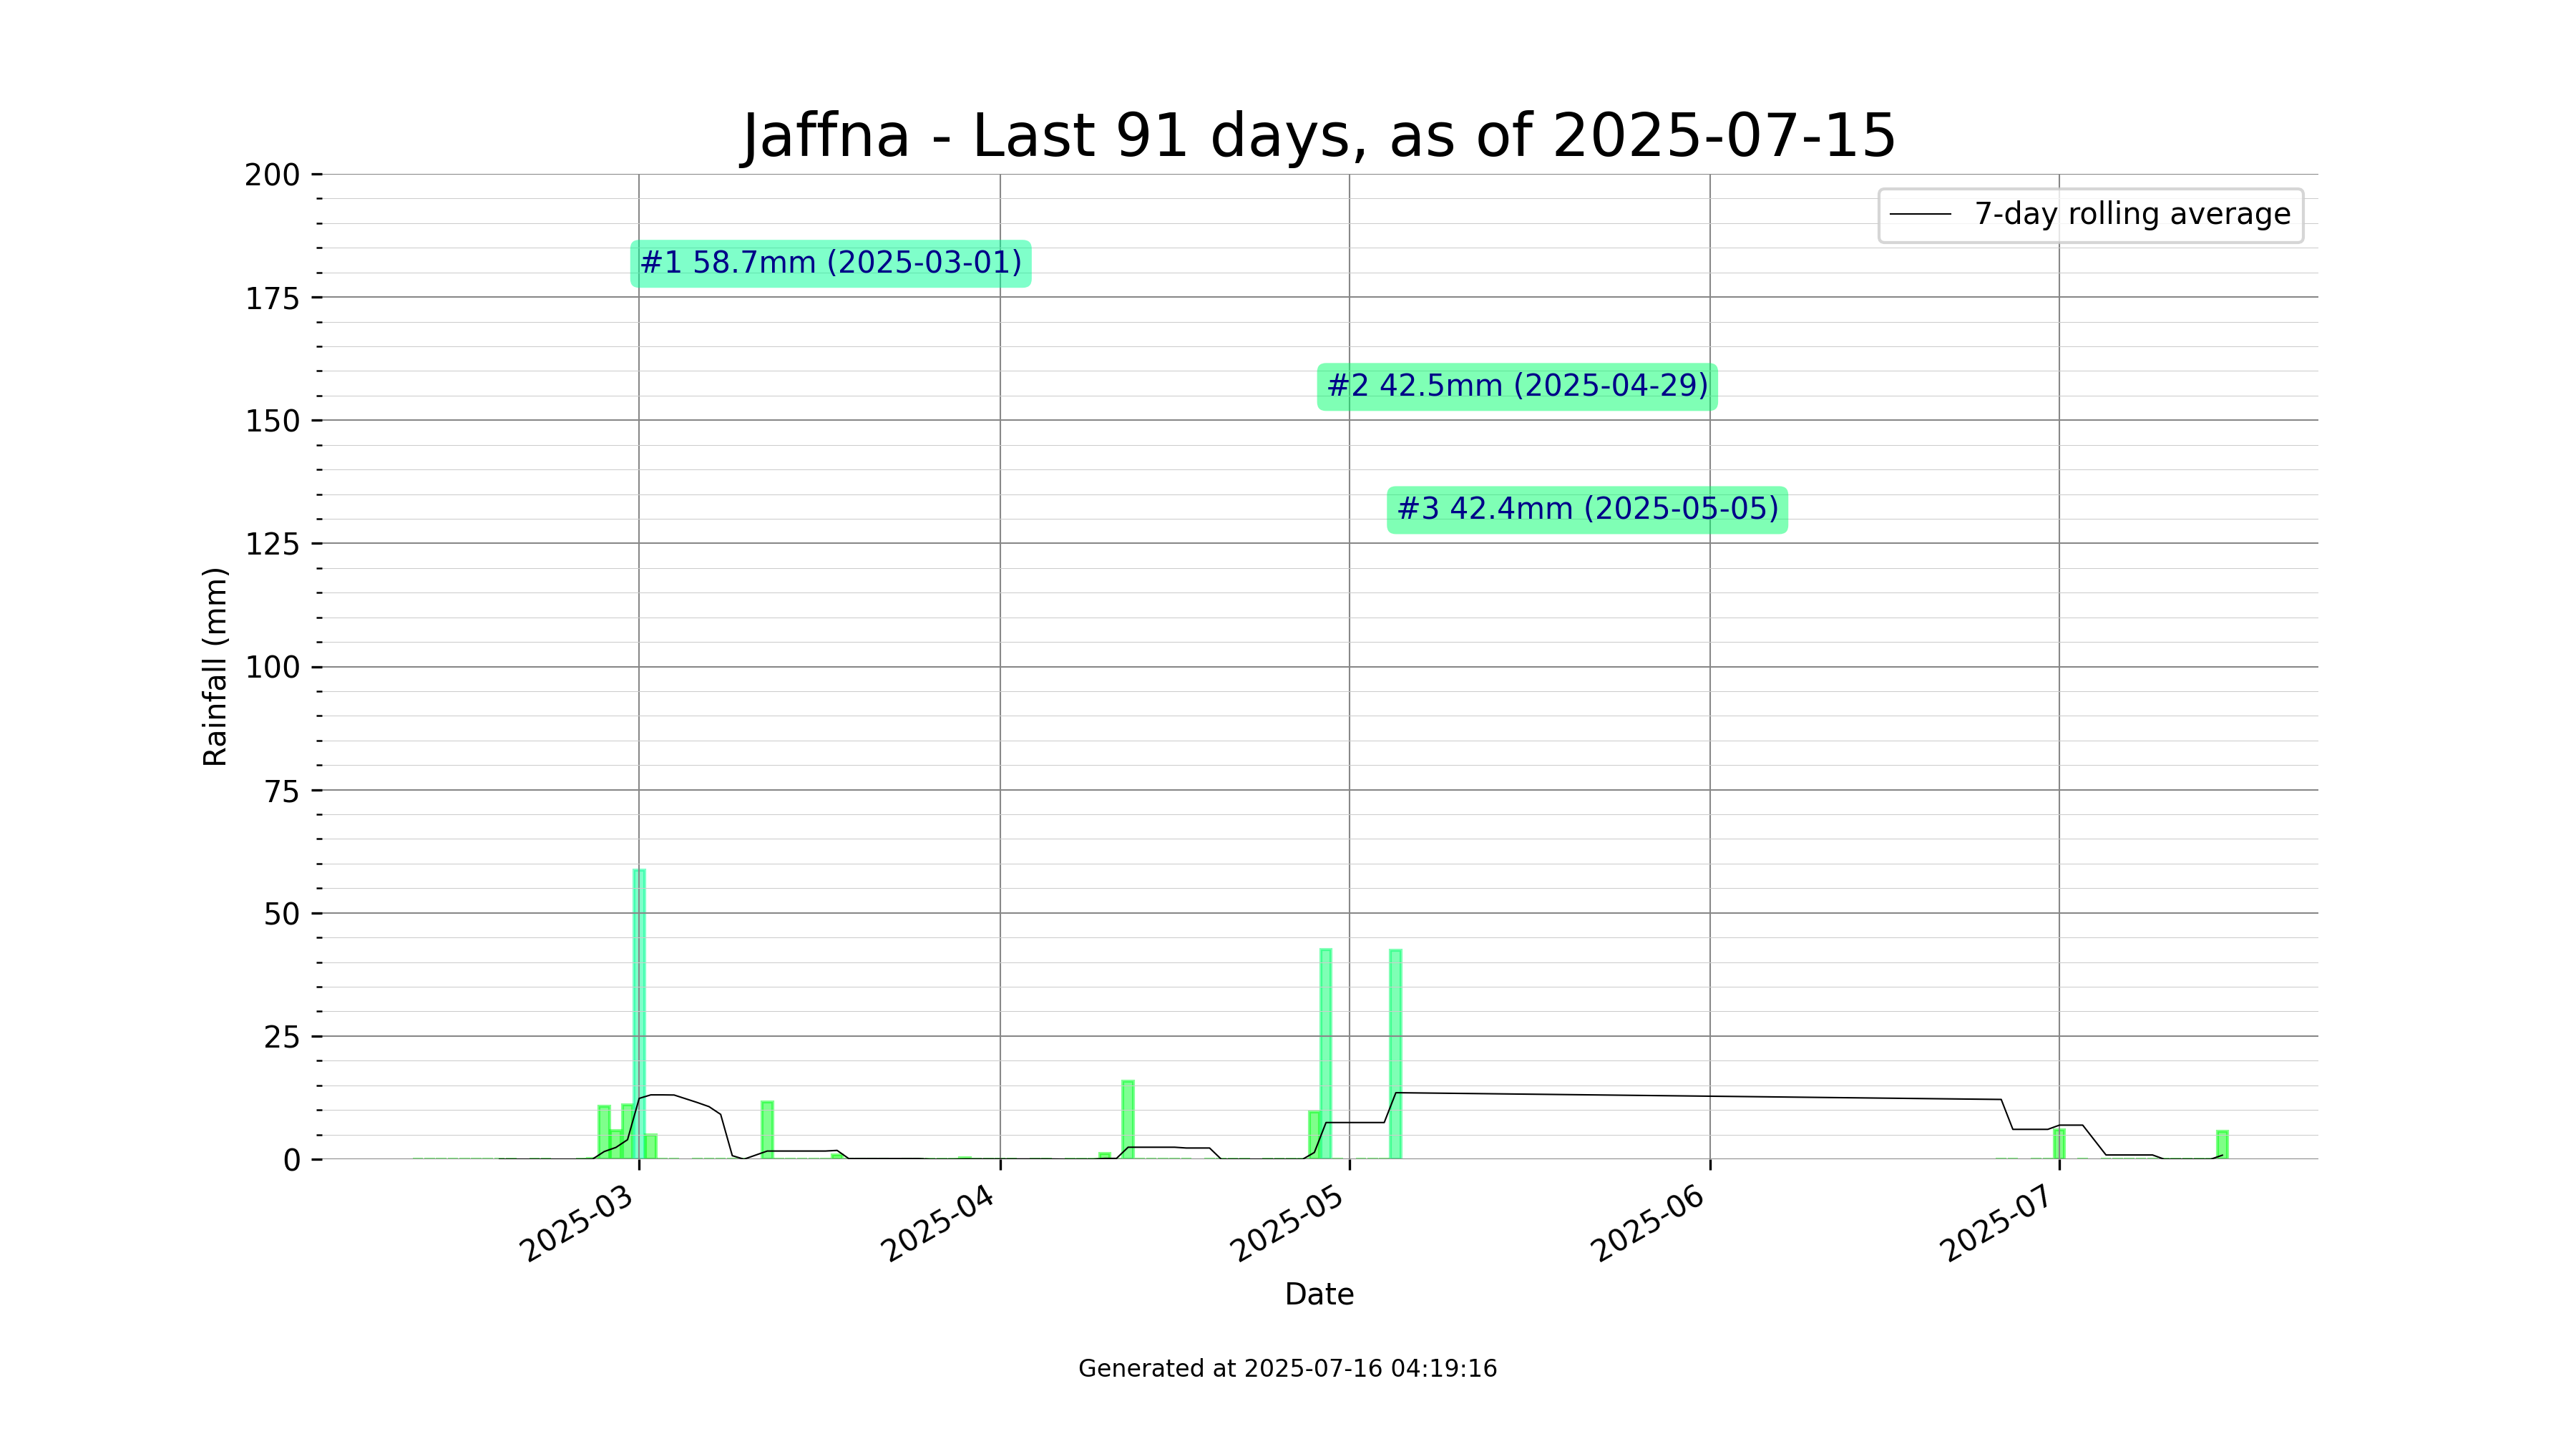 Jaffna - Last 91 days, as of 2025-07-15
200
175
150
125
100
75
50
25
0
Rainfall (mm)
7-day rolling average
#1 58.7mm (2025-03-01)
#2 42.5mm (2025-04-29)
#3 42.4mm (2025-05-05)
2025-03
2025-04
2025-05
2025-06
2025-07
Date
Generated at 2025-07-16 04:19:16